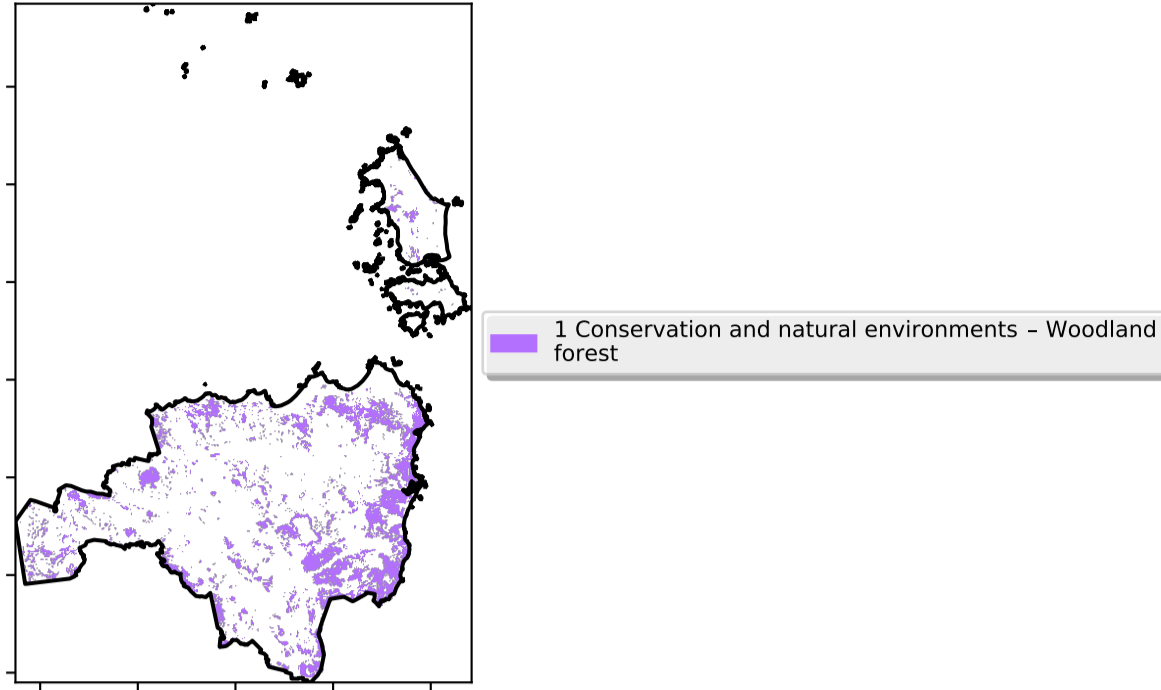 1 Conservation and natural environments – Woodland
forest